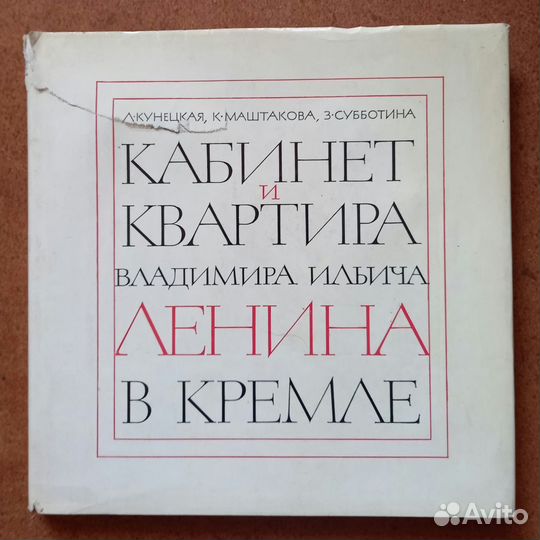 Л·КУНЕЦКАЯ, К·МАШТАКОВА, З·СУББОТИНА
КАБИНЕТ
И
КВАРТИРА
ВЛАДИМИРА ИЛЬИЧА
ЛЕНИНА
В КРЕМЛЕ
Avito